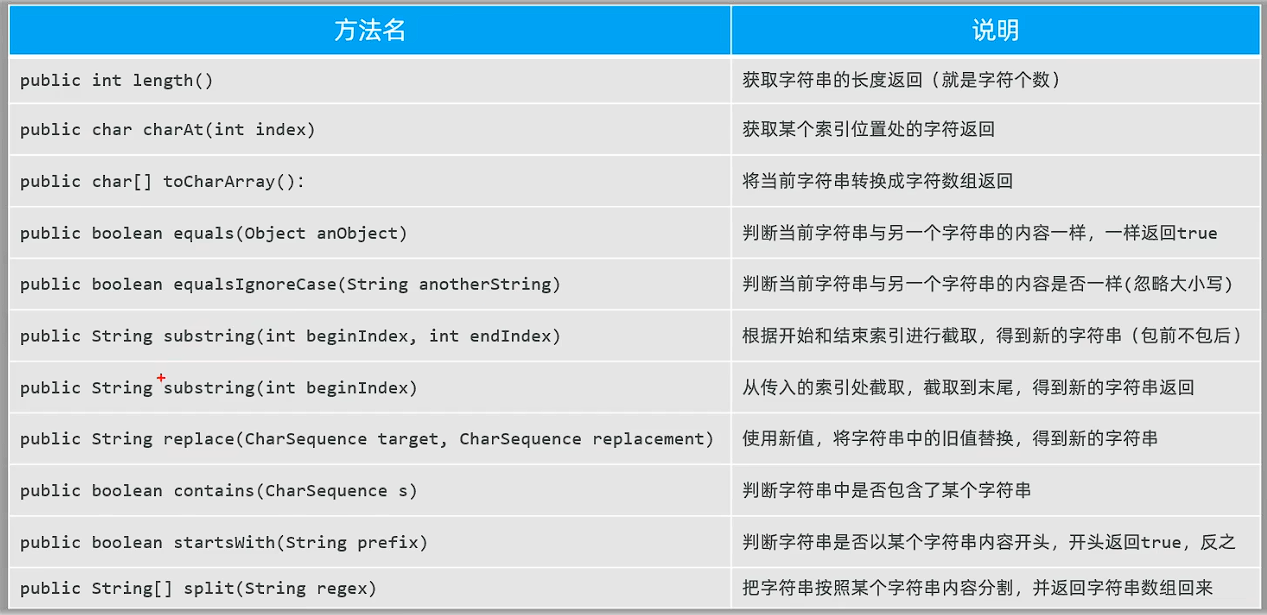 方法名 说明
public int length() 获取字符串的长度返回（就是字符个数）
public char charAt(int index) 获取某个索引位置处的字符返回
public char[] toCharArray(): 将当前字符串转换成字符数组返回
public boolean equals(Object anObject) 判断当前字符串与另一个字符串的内容一样，一样返回true
public boolean equalsIgnoreCase(String anotherString) 判断当前字符串与另一个字符串的内容是否一样(忽略大小写)
public String substring(int beginIndex, int endIndex) 根据开始和结束索引进行截取，得到新的字符串（包前不包后）
public String substring(int beginIndex) 从传入的索引处截取，截取到末尾，得到新的字符串返回
public String replace(CharSequence target, CharSequence replacement) 使用新值，将字符串中的旧值替换，得到新的字符串
public boolean contains(CharSequence s) 判断字符串中是否包含了某个字符串
public boolean startsWith(String prefix) 判断字符串是否以某个字符串内容开头，开头返回true，反之
public String[] split(String regex) 把字符串按照某个字符串内容分割，并返回字符串数组回来